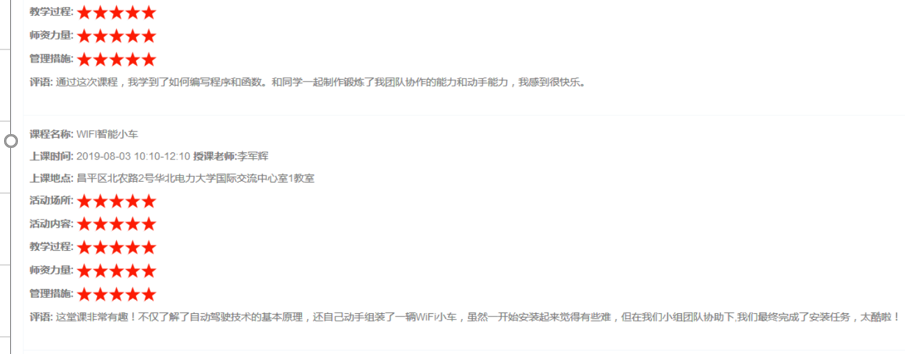 教学过程: ★★★★★
师资力量: ★★★★★
管理措施: ★★★★★
评语: 通过这次课程，我学到了如何编写程序和函数。和同学一起制作锻炼了我团队协作的能力和动手能力，我感到很快乐。
课程名称: WIFI智能小车
上课时间: 2019-08-03 10:10-12:10 授课老师:李军辉
上课地点: 昌平区北农路2号华北电力大学国际交流中心室1教室
活动场所: ★★★★★
活动内容: ★★★★★
教学过程: ★★★★★
师资力量: ★★★★★
管理措施: ★★★★★
评语: 这堂课非常有趣！不仅了解了自动驾驶技术的基本原理，还自己动手组装了一辆WiFi小车，虽然一开始安装起来觉得有些难，但在我们小组团队协助下,我们最终完成了安装任务，太酷啦！